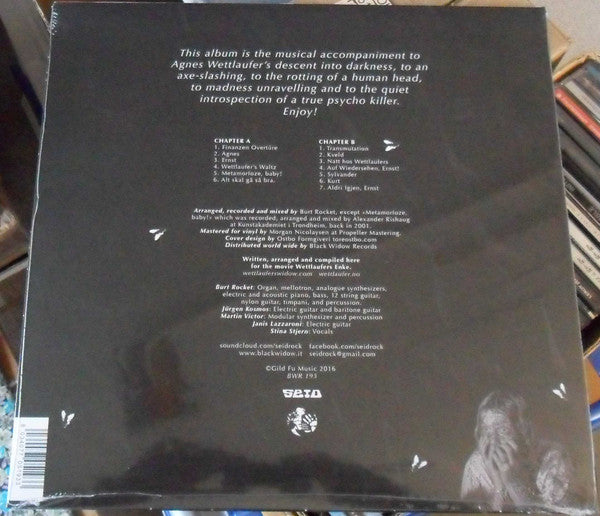 This album is the musical accompaniment to
Agnes Wettlaufer's descent into darkness, to an
axe-slashing, to the rotting of a human head,
to madness unravelling and to the quiet
introspection of a true psycho killer.
Enjoy!
CHAPTER A
1. Finanzen Overtüre
2. Agnes
3. Ernst
4. Wettlaufer's Waltz
5. Metamorloze, baby!
6. Alt skal gå så bra.
CHAPTER B
1. Transmutation
2. Kveld
3. Natt hos Wettlaufers
4. Auf Wiedersehen, Ernst!
5. Sylvander
6. Kurt
7. Aldri Igjen, Ernst
Arranged, recorded and mixed by Burt Rocket, except «Metamorloze,
baby!» which was recorded, arranged and mixed by Alexander Rishaug
at Kunstakademiet i Trondheim, back in 2001.
Mastered for vinyl by Morgan Nicolaysen at Propeller Mastering,
Cover design by Østbø Formgiveri toreostbo.com
Distributed world wide by Black Widow Records
Written, arranged and compiled here
for the movie Wettlaufers Enke.
wettlauferswidow.com wettlaufer.no
Burt Rocket: Organ, mellotron, analogue synthesizers,
electric and acoustic piano, bass, 12 string guitar,
nylon guitar, timpani, and percussion.
Jürgen Kosmos: Electric guitar and baritone guitar
Martin Victor: Modular synthesizer and percussion
Janis Lazzaroni: Electric guitar
Stina Stjern: Vocals
soundcloud.com/seidrock facebook.com/seidrock
www.blackwidow.it seidrock@gmail.com
©Gild Fu Music 2016
BWR 193
SEID